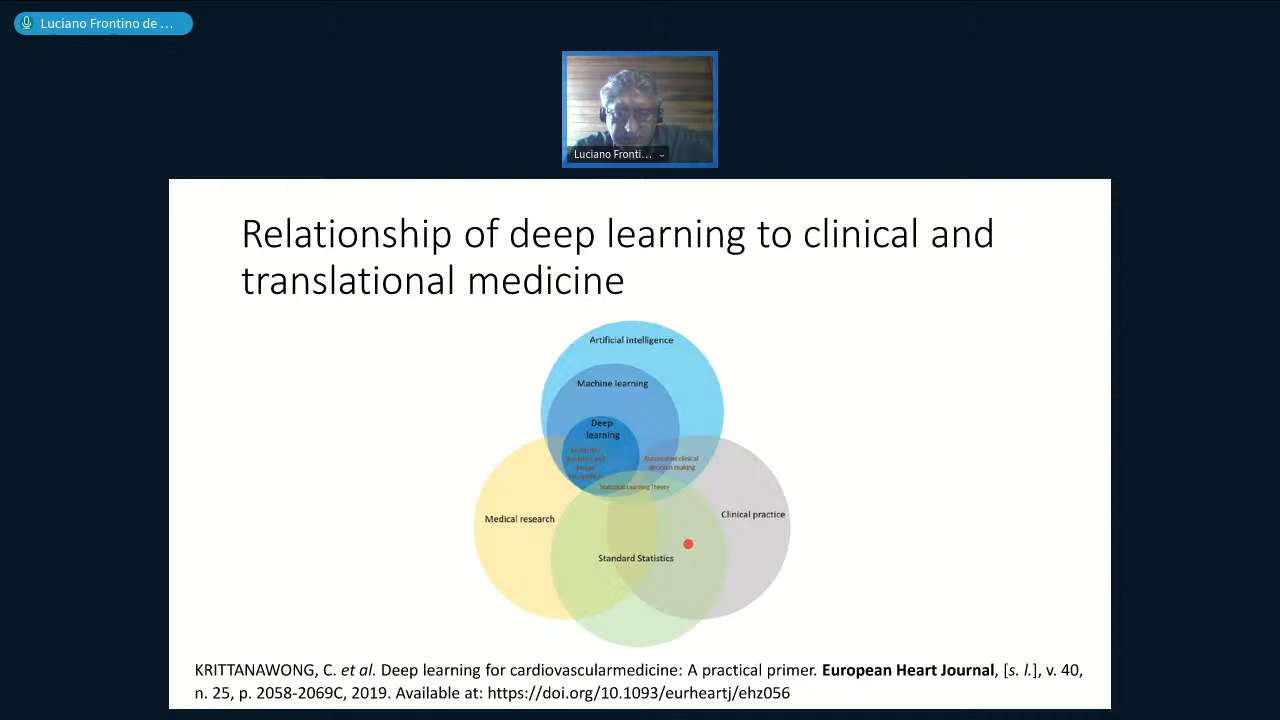 Luciano Frontino de ...
Luciano Fronti...
Relationship of deep learning to clinical and
translational medicine
Artificial intelligence
Machine learning
Deep
learning
Automated clinical
decision making
Statistical Learning Theory
Medical research
Clinical practice
Standard Statistics
KRITTANAWONG, C. et al. Deep learning for cardiovascularmedicine: A practical primer. European Heart Journal, [s. l.], v. 40,
n. 25, p. 2058-2069C, 2019. Available at: https://doi.org/10.1093/eurheartj/ehz056